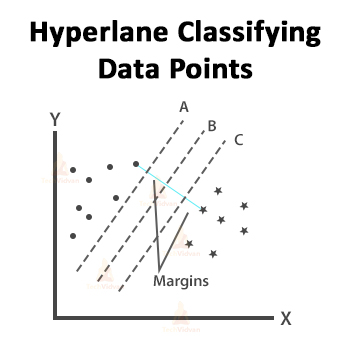 Hyperlane Classifying
Data Points
Y
A
B
C
Margins
X